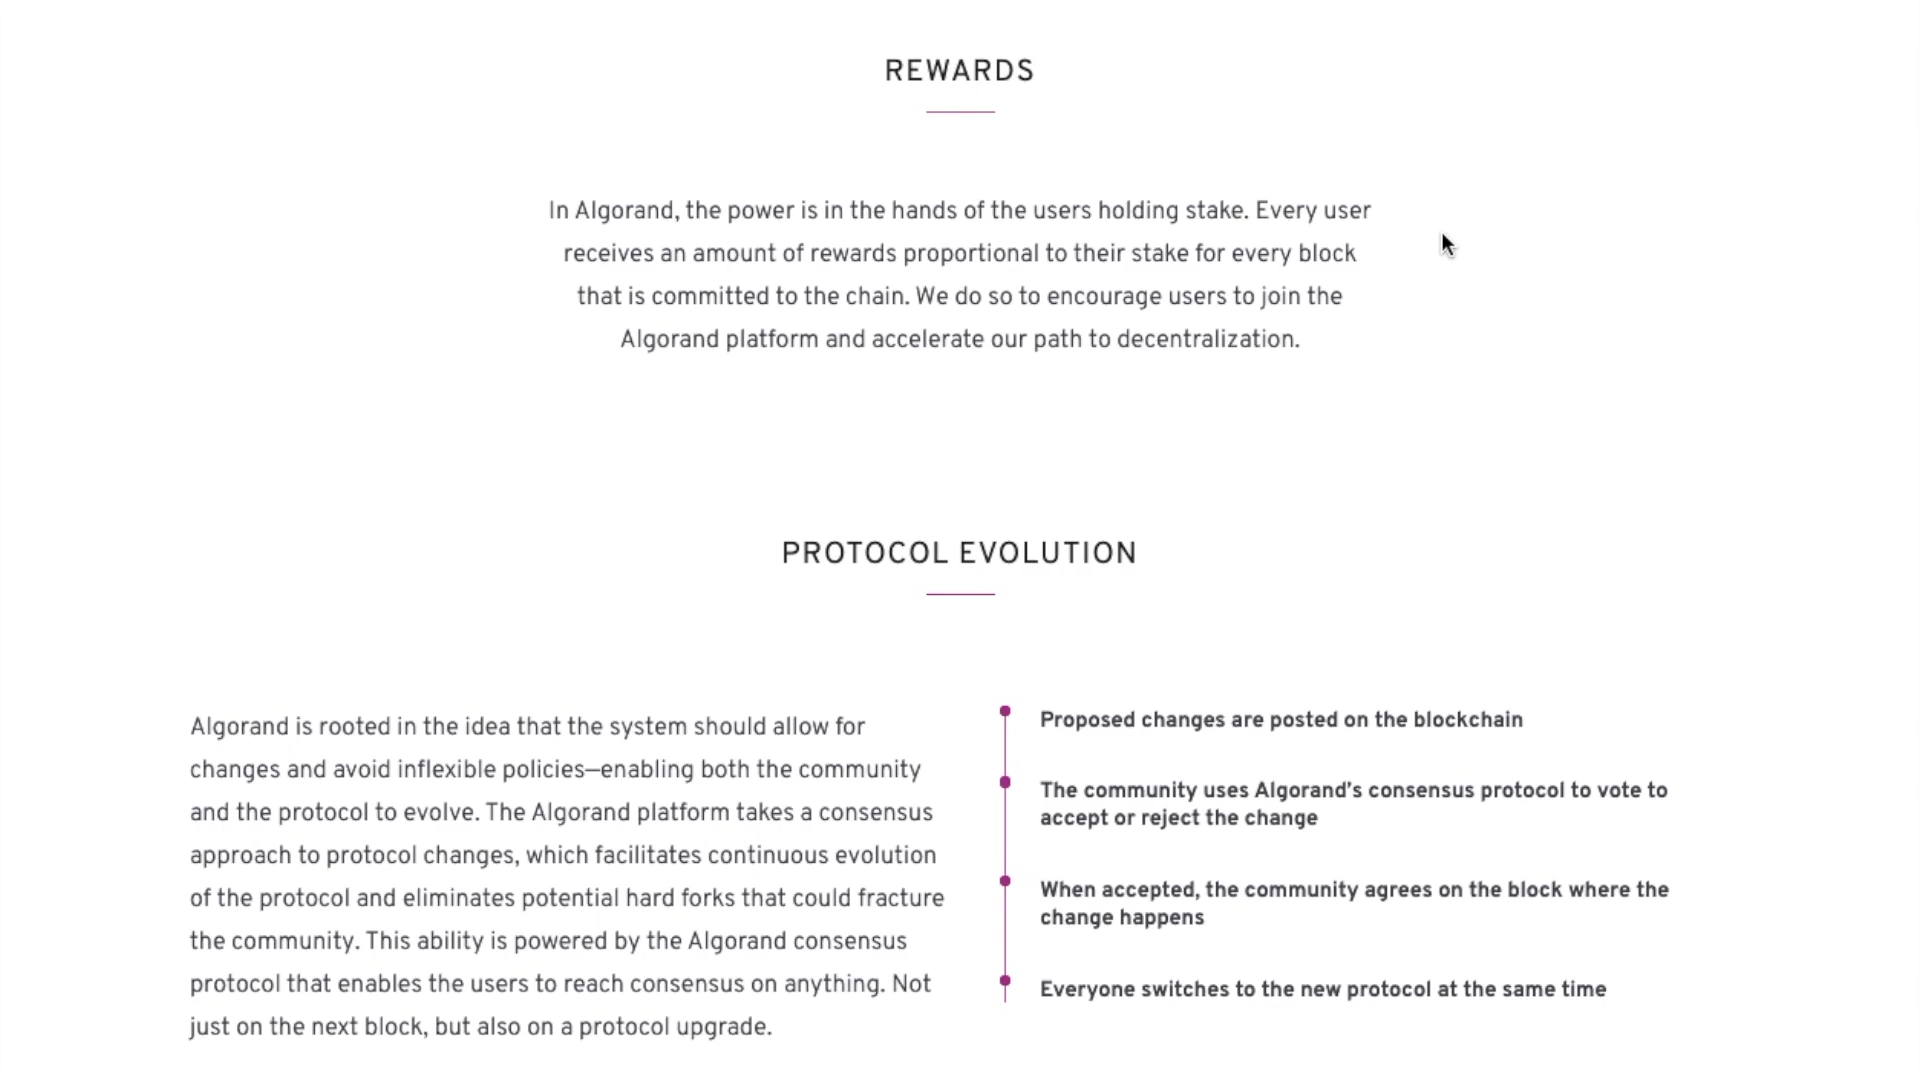 REWARDS
In Algorand, the power is in the hands of the users holding stake. Every user
receives an amount of rewards proportional to their stake for every block
that is committed to the chain. We do so to encourage users to join the
Algorand platform and accelerate our path to decentralization.
PROTOCOL EVOLUTION
Algorand is rooted in the idea that the system should allow for
changes and avoid inflexible policies—enabling both the community
and the protocol to evolve. The Algorand platform takes a consensus
approach to protocol changes, which facilitates continuous evolution
of the protocol and eliminates potential hard forks that could fracture
the community. This ability is powered by the Algorand consensus
protocol that enables the users to reach consensus on anything. Not
just on the next block, but also on a protocol upgrade.
Proposed changes are posted on the blockchain
The community uses Algorand’s consensus protocol to vote to
accept or reject the change
When accepted, the community agrees on the block where the
change happens
Everyone switches to the new protocol at the same time